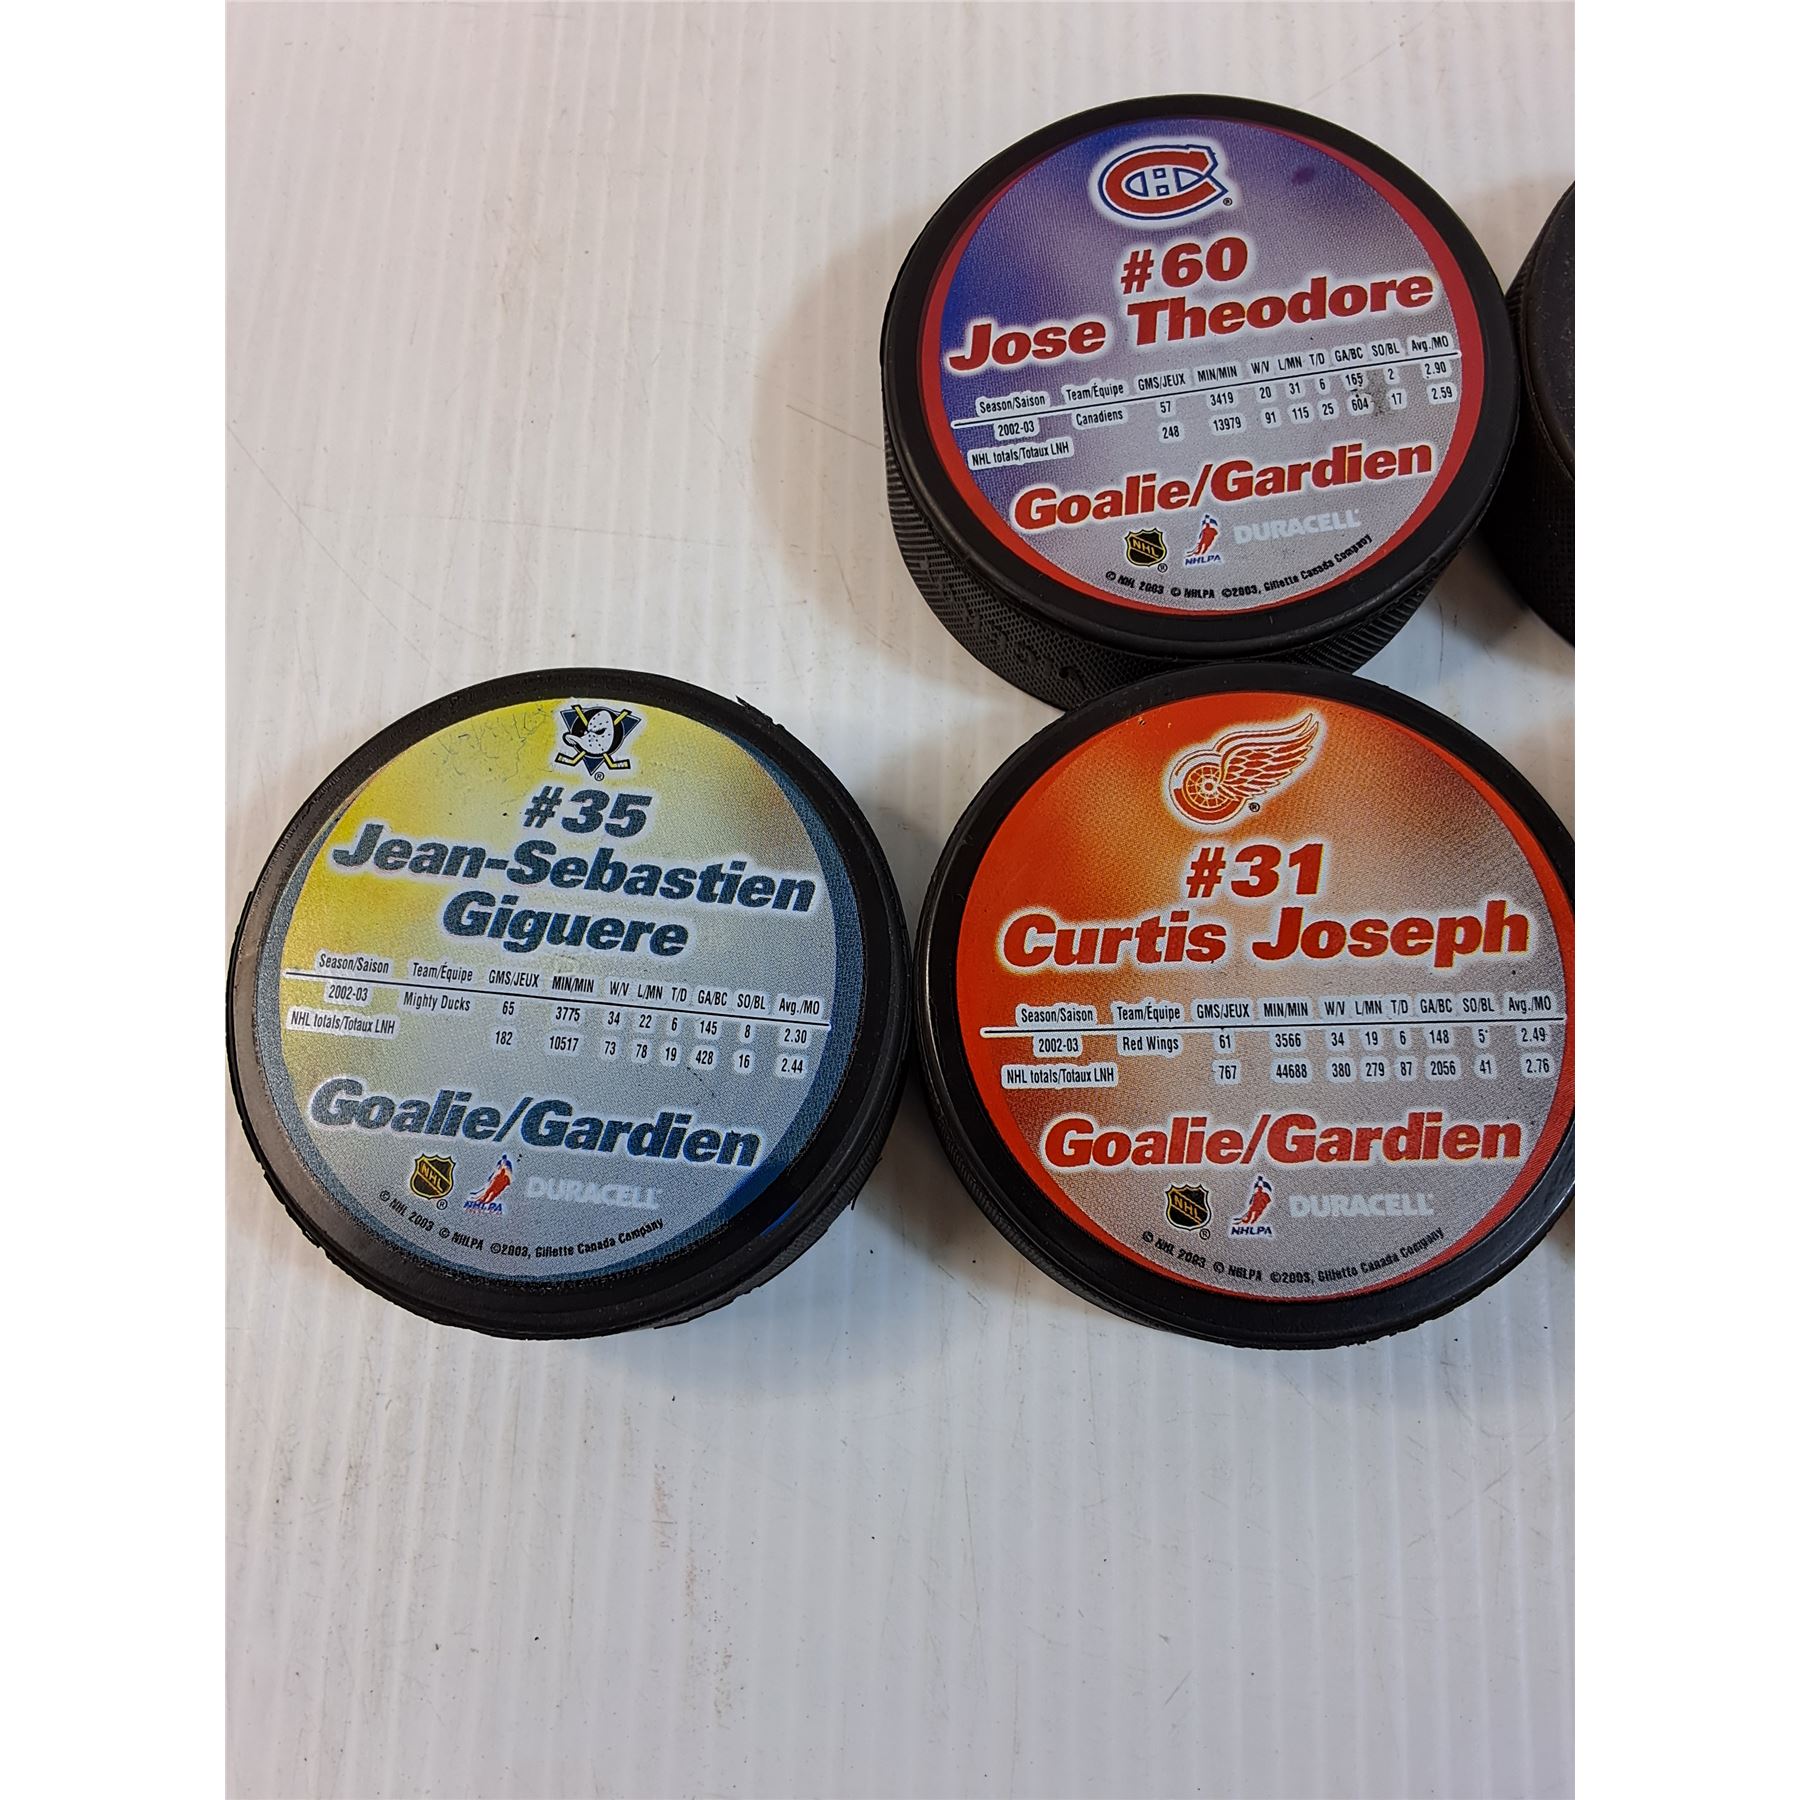 #60
Jose Theodore
Season/Saison Team/Équipe GMS/JEUX MIN/MIN W/V L/MN T/D GA/BC SO/BL Avg./MO
2002-03 Canadiens 57 3419 20 31 6 165 2 2.90
NHL totals/Totaux LNH 248 13979 91 115 25 604 17 2.59
Goalie/Gardien
NHL NHLPA DURACELL
© NHL 2003 © NHLPA ©2003, Gillette Canada Company
#35
Jean-Sebastien
Giguere
Season/Saison Team/Équipe GMS/JEUX MIN/MIN W/V L/MN T/D GA/BC SO/BL Avg./MO
2002-03 Mighty Ducks 65 3775 34 22 6 145 8 2.30
NHL totals/Totaux LNH 182 10517 73 78 19 428 16 2.44
Goalie/Gardien
NHL NHLPA DURACELL
© NHL 2003 © NHLPA ©2003, Gillette Canada Company
#31
Curtis Joseph
Season/Saison Team/Équipe GMS/JEUX MIN/MIN W/V L/MN T/D GA/BC SO/BL Avg./MO
2002-03 Red Wings 61 3566 34 19 6 148 5 2.49
NHL totals/Totaux LNH 767 44688 380 279 87 2056 41 2.76
Goalie/Gardien
NHL NHLPA DURACELL
© NHL 2003 © NHLPA ©2003, Gillette Canada Company